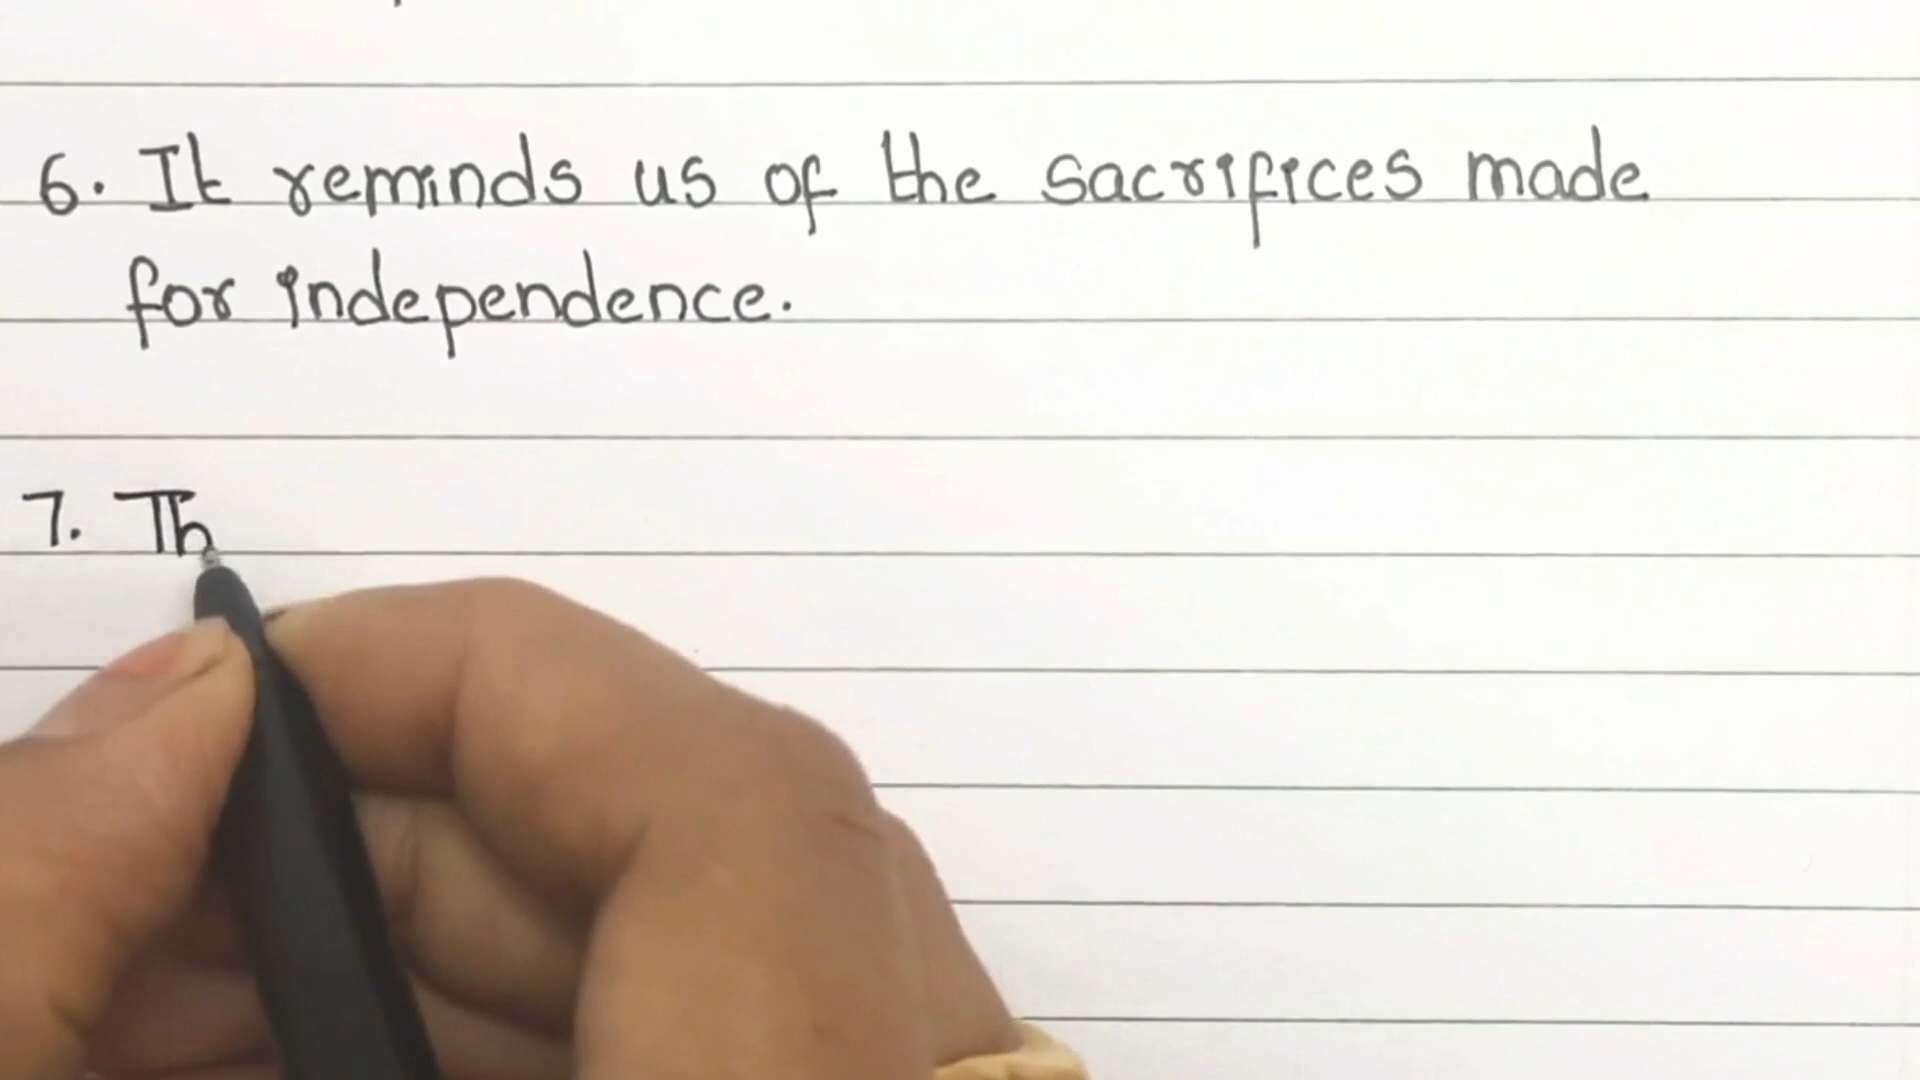 6. It reminds us of the sacrifices made
for independence.
7. Th